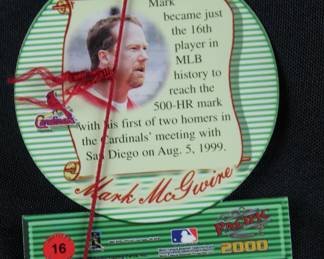 Mark
became just
the 16th
player in
MLB
history to
reach the
500-HR mark
with his first of two homers in
the Cardinals' meeting with
San Diego on Aug. 5, 1999.
Cardinals
Mark McGwire
16
PACIFIC
2000